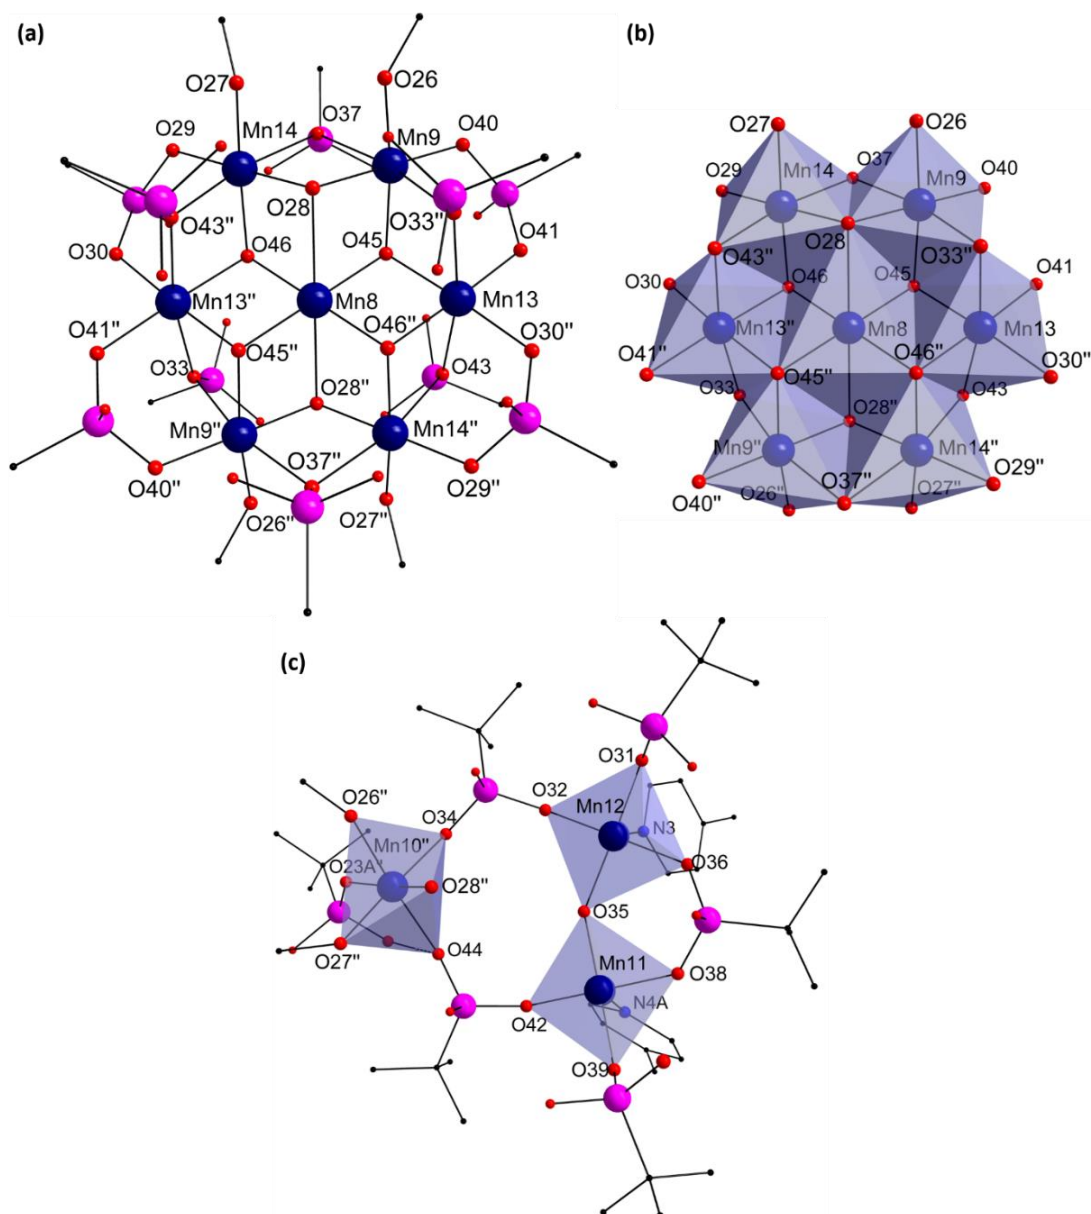 (a)
O27 O26
O37
O29 Mn14 Mn9 O40
O28
O43" O33"
O30 O46 O45 O41
Mn13" Mn8 Mn13
O41" O45" O46" O30"
O33 O43
O28"
Mn9" Mn14"
O37"
O40" O29"
O26" O27"
(b)
O27 O26
O29 Mn14 O37 Mn9 O40
O43" O28 O33"
O30 O46 O45 O41
Mn13" Mn8 Mn13
O41" O45" O46" O30"
O33 O28" O43
Mn9" Mn14"
O40" O26" O37" O27" O29"
(c)
O31
O26" O34 O32 Mn12
Mn10" N3
O23A' O28" O36
O35
O27" O44 Mn11 O38
O42 N4A
O39